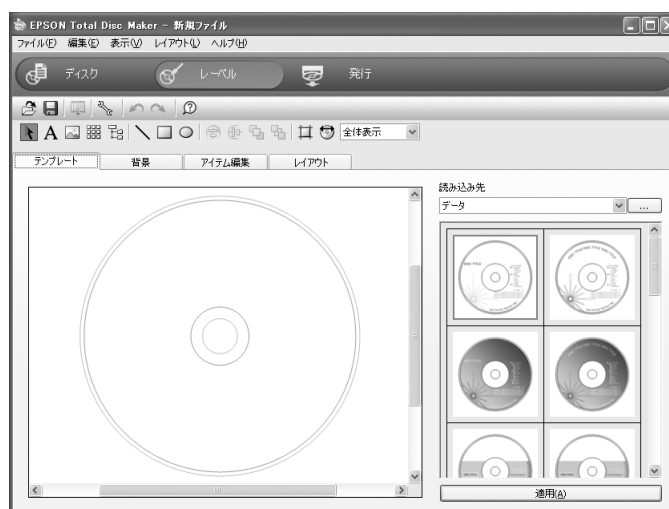 EPSON Total Disc Maker - 新規ファイル
ファイル(F) 編集(E) 表示(V) レイアウト(L) ヘルプ(H)
ディスク レーベル 発行
全体表示
テンプレート 背景 アイテム編集 レイアウト
読み込み先
データ ...
適用(A)